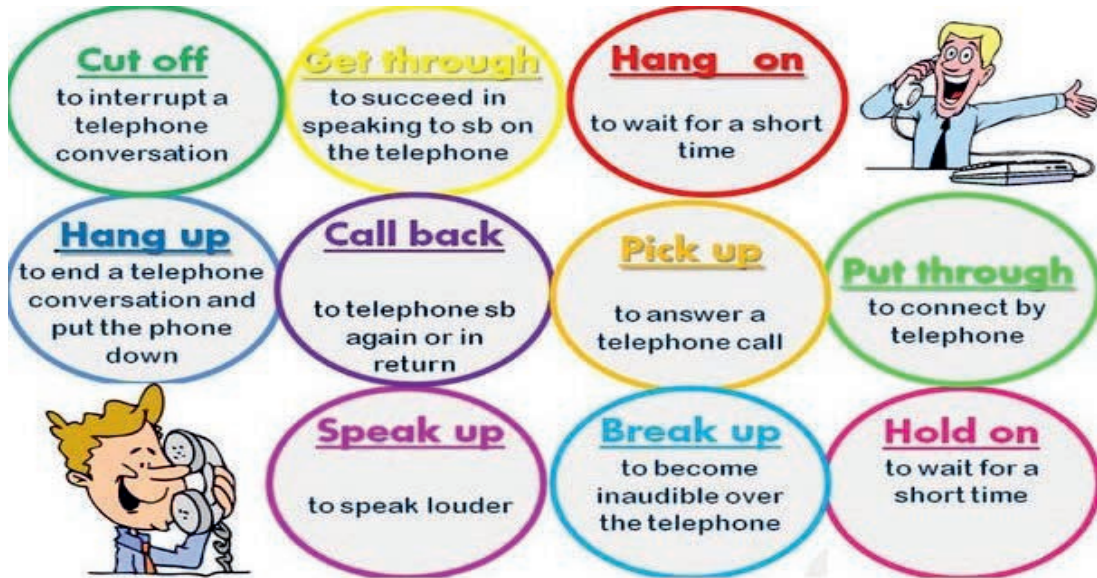 Cut off
to interrupt a
telephone
conversation
Get through
to succeed in
speaking to sb on
the telephone
Hang on
to wait for a short
time
Hang up
to end a telephone
conversation and
put the phone
down
Call back
to telephone sb
again or in
return
Pick up
to answer a
telephone call
Put through
to connect by
telephone
Speak up
to speak louder
Break up
to become
inaudible over
the telephone
Hold on
to wait for a
short time